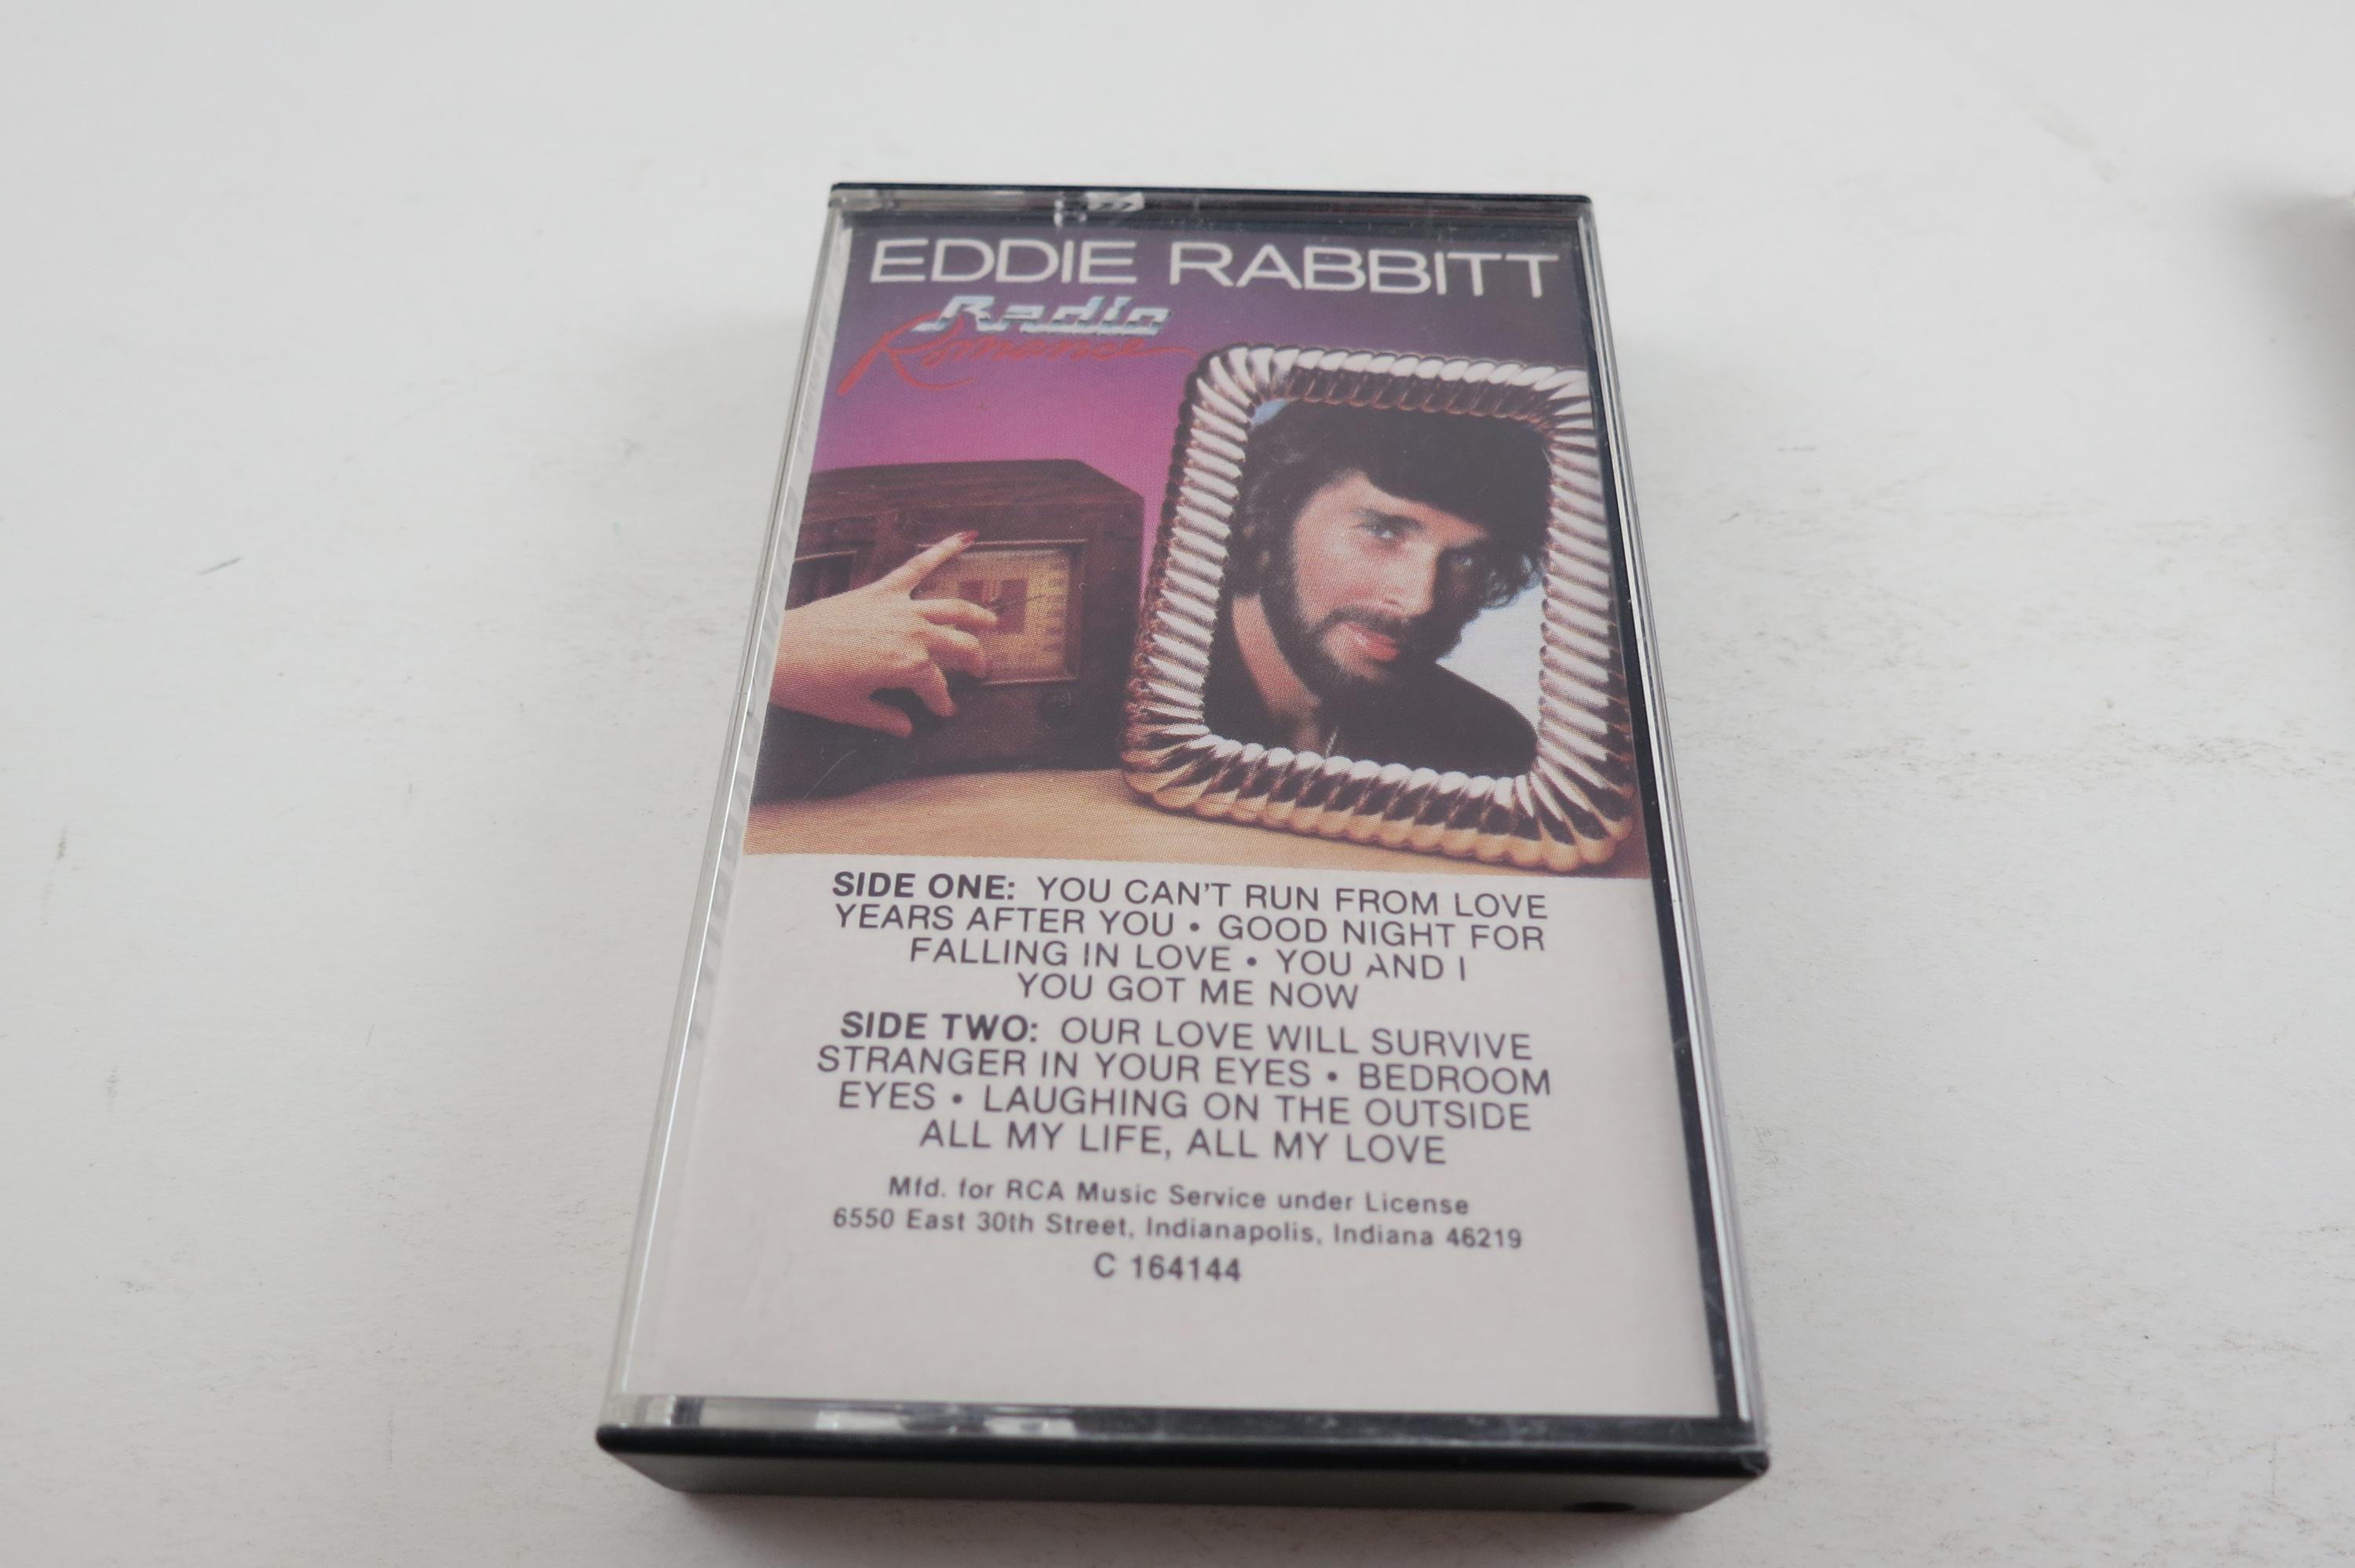 EDDIE RABBITT
Radio
Romance
SIDE ONE: YOU CAN'T RUN FROM LOVE
YEARS AFTER YOU • GOOD NIGHT FOR
FALLING IN LOVE • YOU AND I
YOU GOT ME NOW
SIDE TWO: OUR LOVE WILL SURVIVE
STRANGER IN YOUR EYES • BEDROOM
EYES • LAUGHING ON THE OUTSIDE
ALL MY LIFE, ALL MY LOVE
Mfd. for RCA Music Service under License
6550 East 30th Street, Indianapolis, Indiana 46219
C 164144